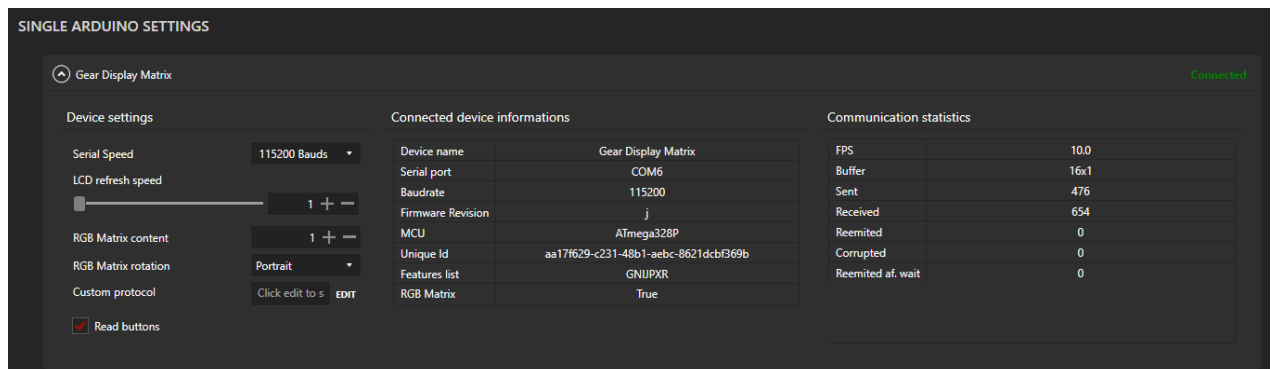 SINGLE ARDUINO SETTINGS
Gear Display Matrix
Connected
Device settings
Serial Speed 115200 Bauds
LCD refresh speed
1
RGB Matrix content 1
RGB Matrix rotation Portrait
Custom protocol Click edit to s EDIT
Read buttons
Connected device informations
Device name Gear Display Matrix
Serial port COM6
Baudrate 115200
Firmware Revision j
MCU ATmega328P
Unique Id aa17f629-c231-48b1-aebc-8621dcbf369b
Features list GNIJPXR
RGB Matrix True
Communication statistics
FPS 10.0
Buffer 16x1
Sent 476
Received 654
Reemited 0
Corrupted 0
Reemited af. wait 0